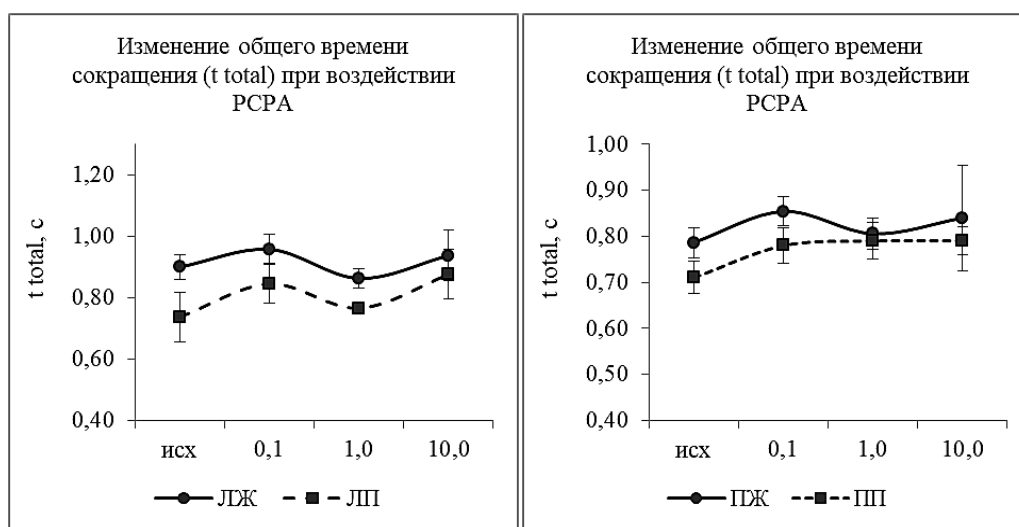 Изменение общего времени
сокращения (t total) при воздействии
PCPA
1,20
1,00
0,80
0,60
0,40
t total, с
исх 0,1 1,0 10,0
ЛЖ ЛП
Изменение общего времени
сокращения (t total) при воздействии
PCPA
1,00
0,90
0,80
0,70
0,60
0,50
0,40
t total, с
исх 0,1 1,0 10,0
ПЖ ПП